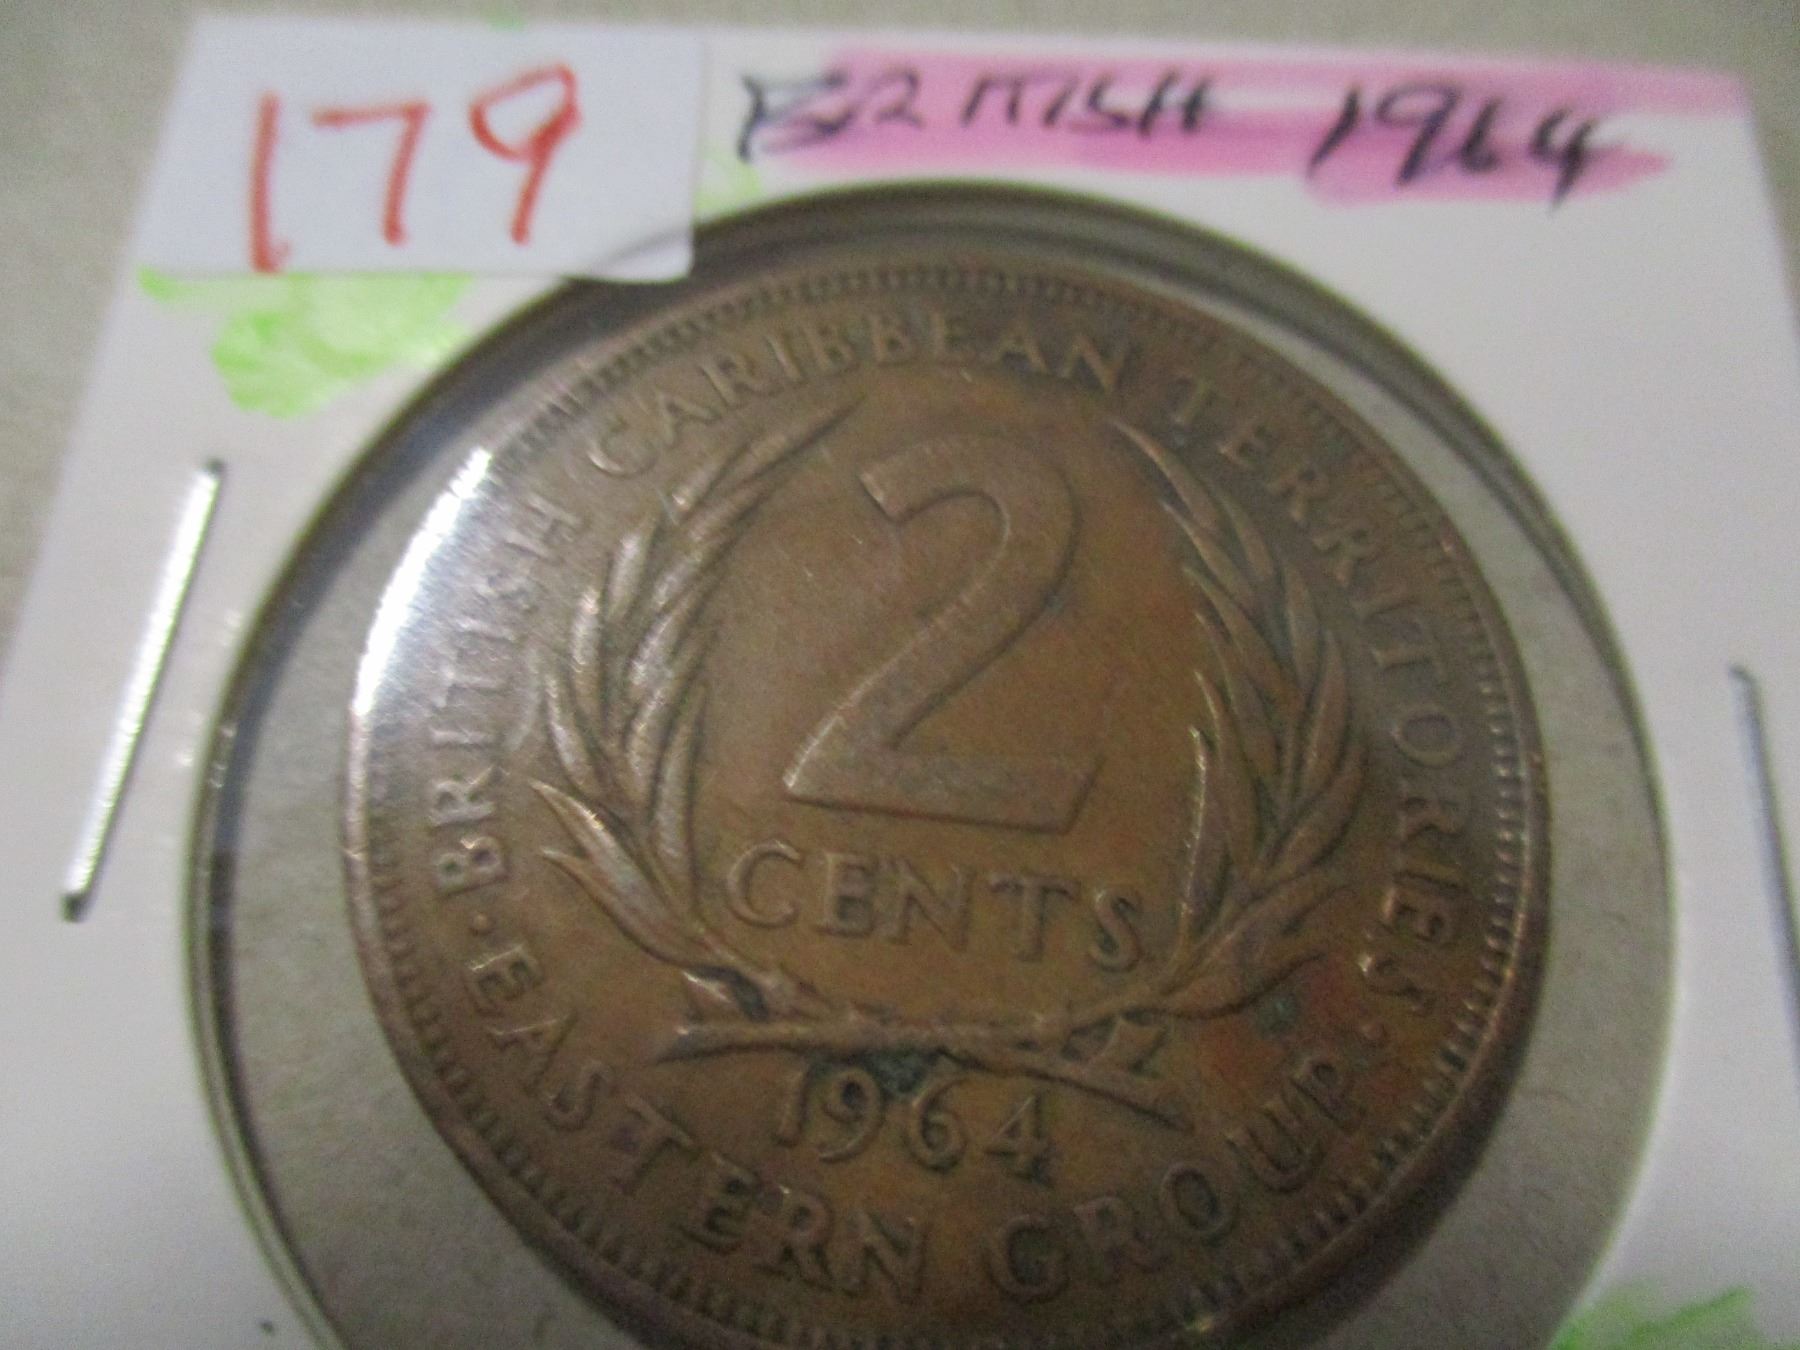 179
BRITISH 1964
BRITISH CARIBBEAN TERRITORIES
2
CENTS
1964
· EASTERN GROUP ·